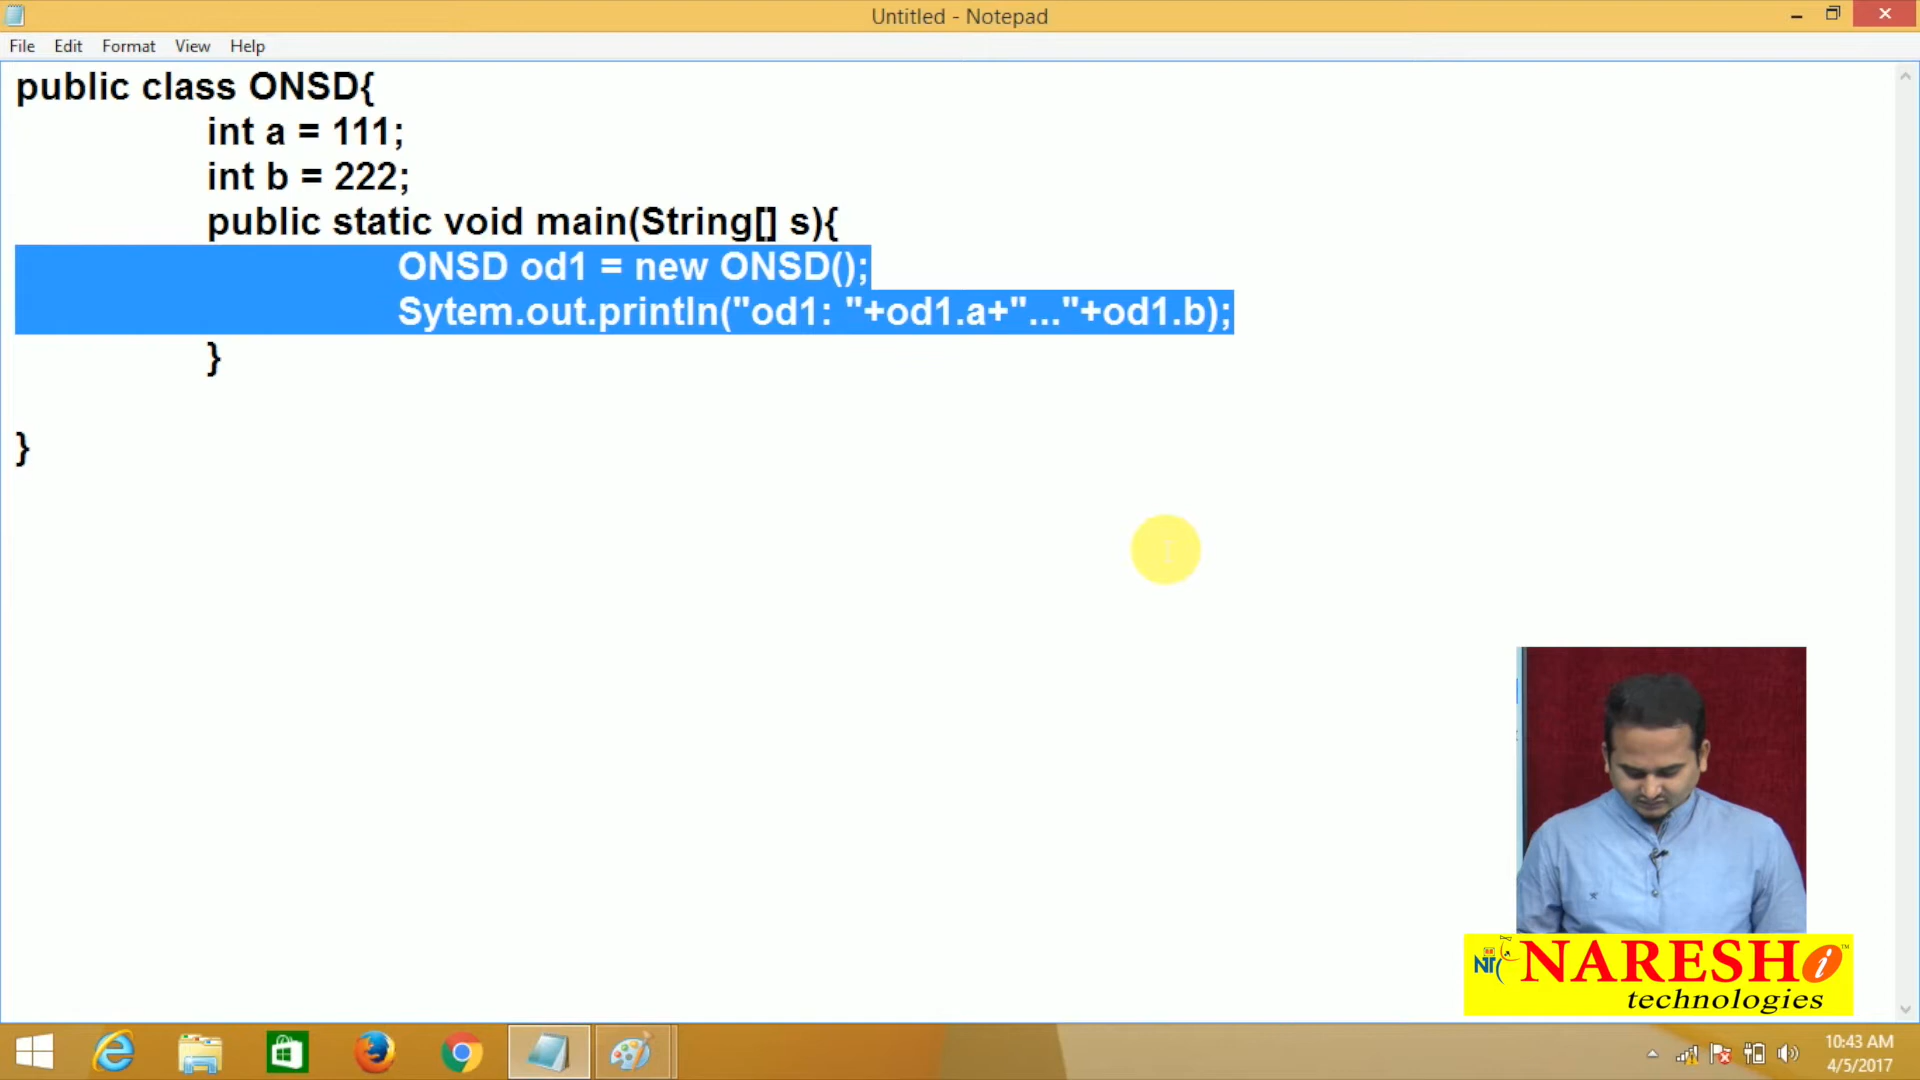 Untitled - Notepad
File Edit Format View Help
public class ONSD{
int a = 111;
int b = 222;
public static void main(String[] s){
ONSD od1 = new ONSD();
Sytem.out.println("od1: "+od1.a+"..."+od1.b);
}
}
NARESH i ™
technologies
10:43 AM
4/5/2017